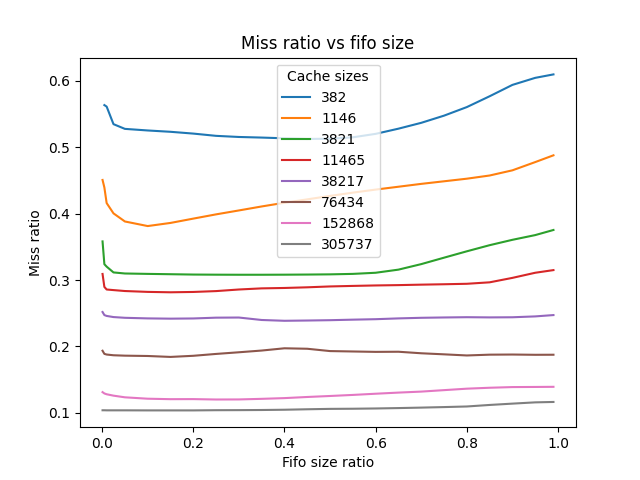 Miss ratio vs fifo size
Cache sizes
382
1146
3821
11465
38217
76434
152868
305737
0.6
0.5
0.4
0.3
0.2
0.1
Miss ratio
0.0 0.2 0.4 0.6 0.8 1.0
Fifo size ratio